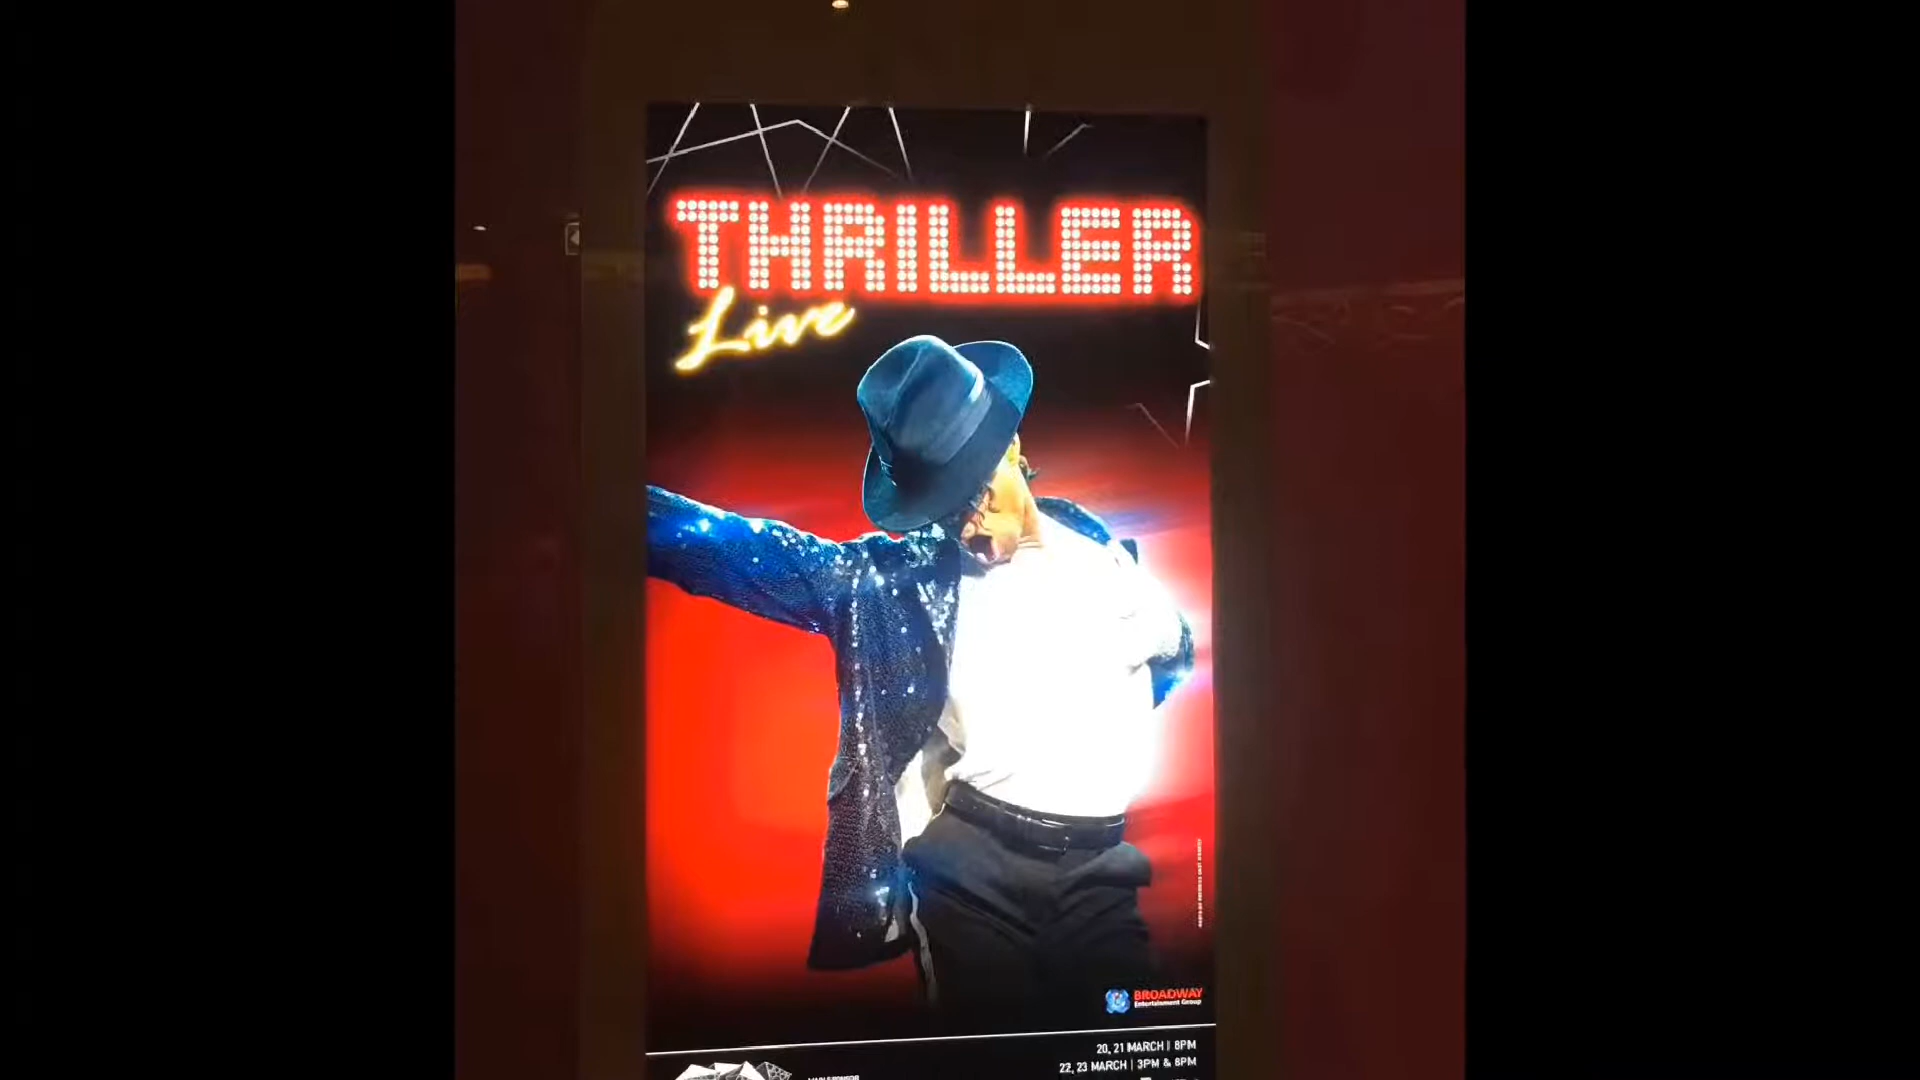 THRILLER
Live
BROADWAY
Entertainment Group
20, 21 MARCH | 8PM
22, 23 MARCH | 3PM & 8PM